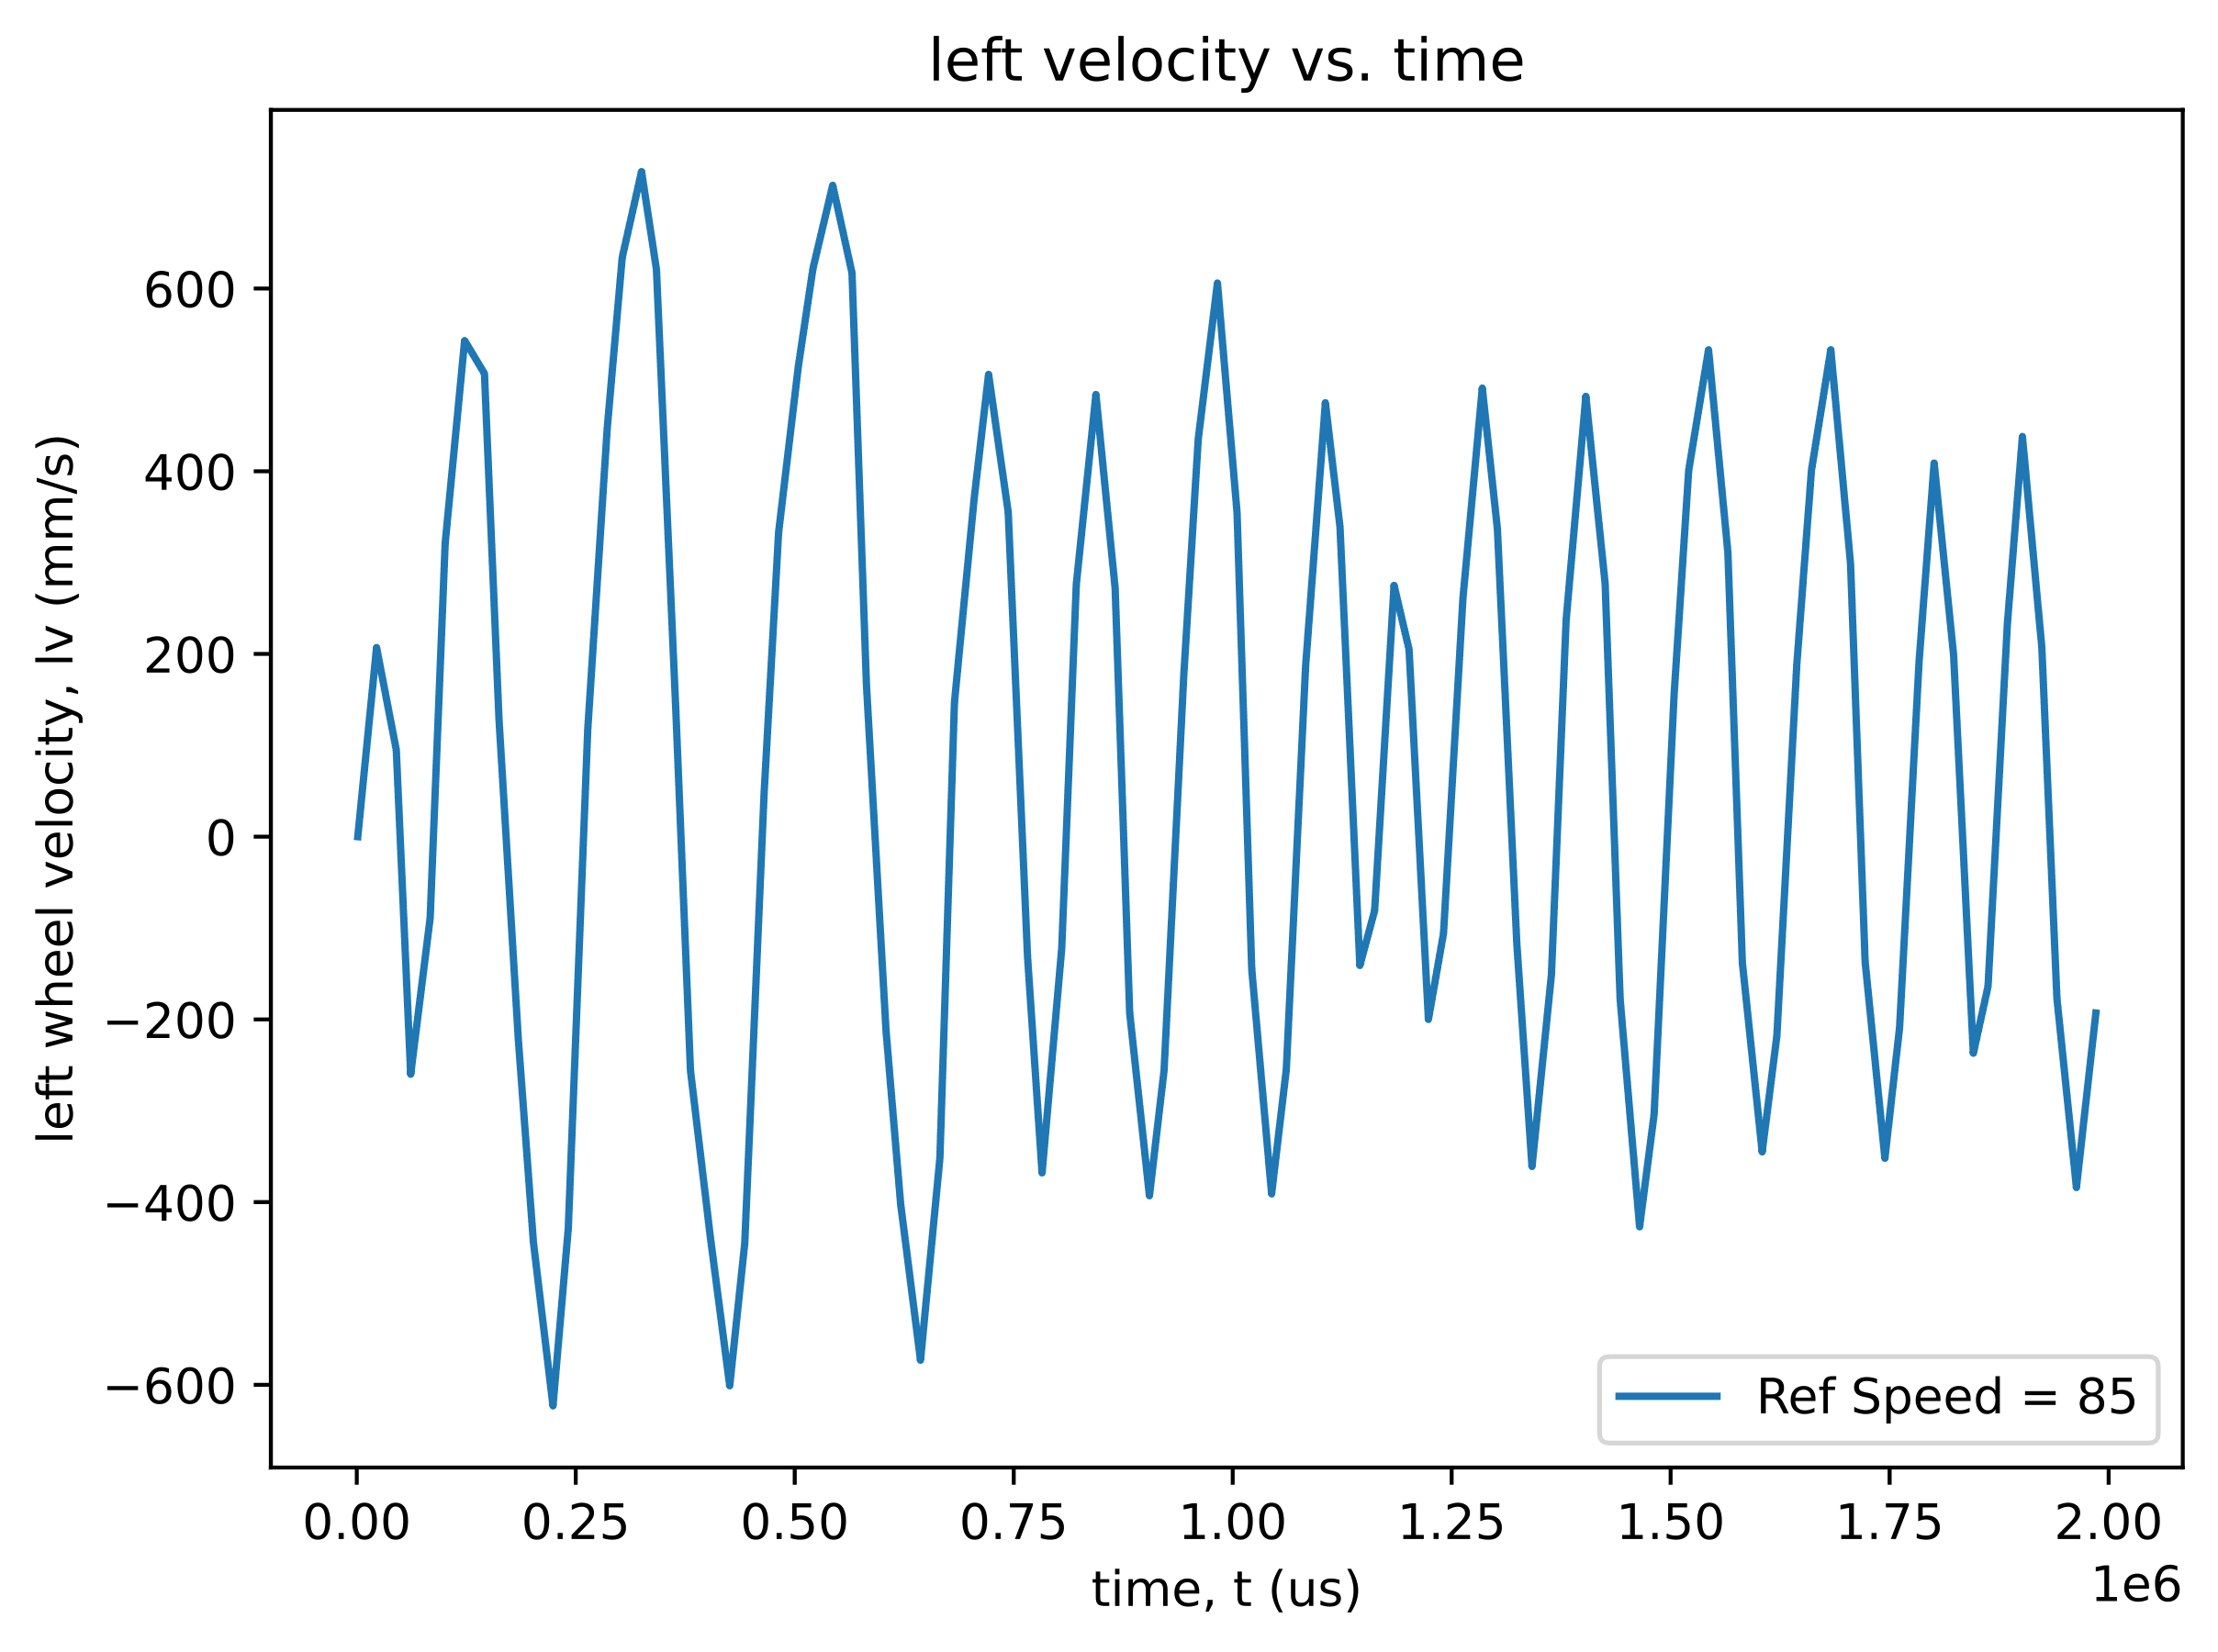 left velocity vs. time
left wheel velocity, lv (mm/s)
600
400
200
0
−200
−400
−600
Ref Speed = 85
0.00 0.25 0.50 0.75 1.00 1.25 1.50 1.75 2.00
1e6
time, t (us)